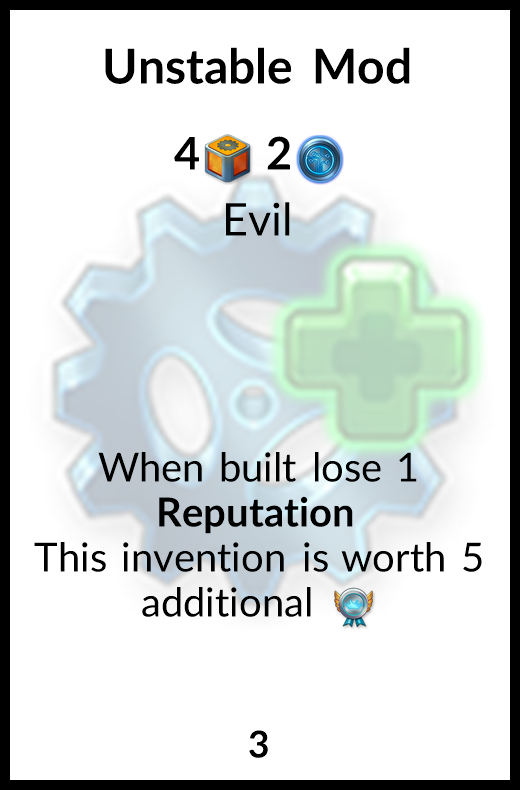 Unstable Mod
4 2
Evil
When built lose 1
Reputation
This invention is worth 5
additional
3